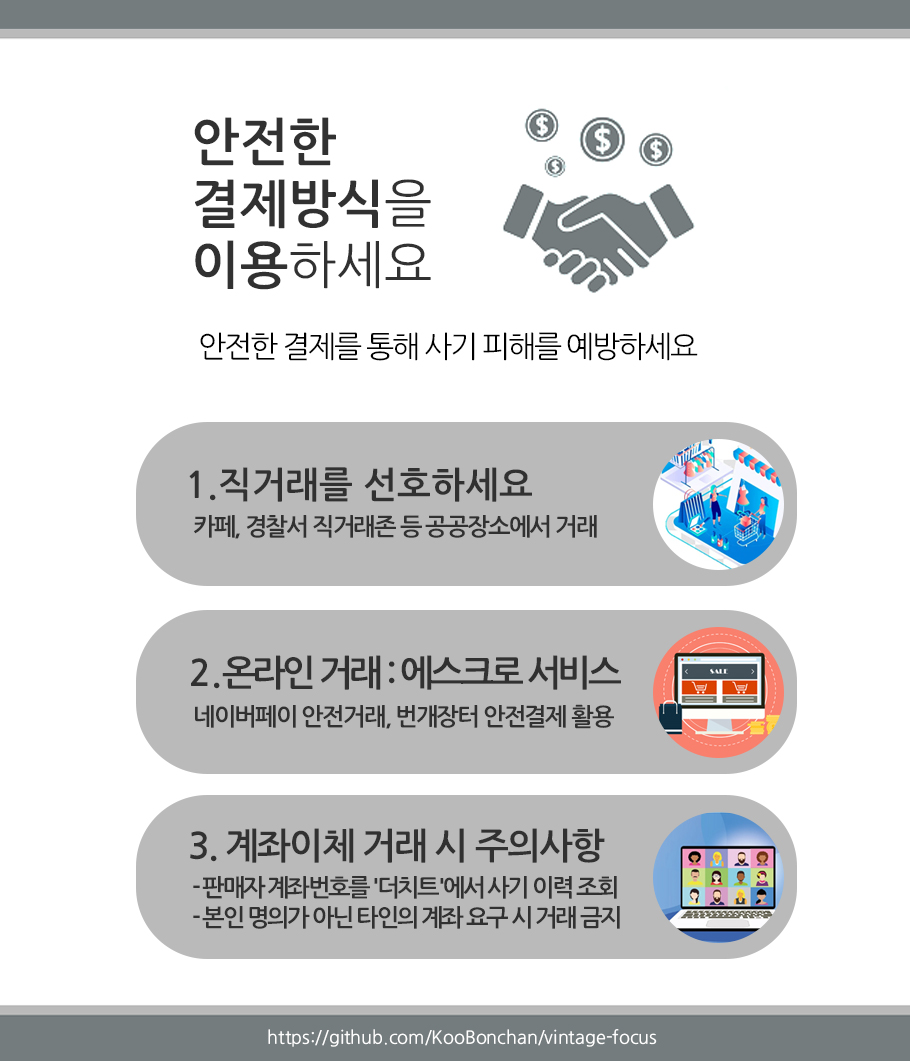 안전한
결제방식을
이용하세요
안전한 결제를 통해 사기 피해를 예방하세요
1.직거래를 선호하세요
카페, 경찰서 직거래존 등 공공장소에서 거래
2.온라인 거래 : 에스크로 서비스
네이버페이 안전거래, 번개장터 안전결제 활용
SALE
3. 계좌이체 거래 시 주의사항
-판매자 계좌번호를 '더치트'에서 사기 이력 조회
-본인 명의가 아닌 타인의 계좌 요구 시 거래 금지
https://github.com/KooBonchan/vintage-focus